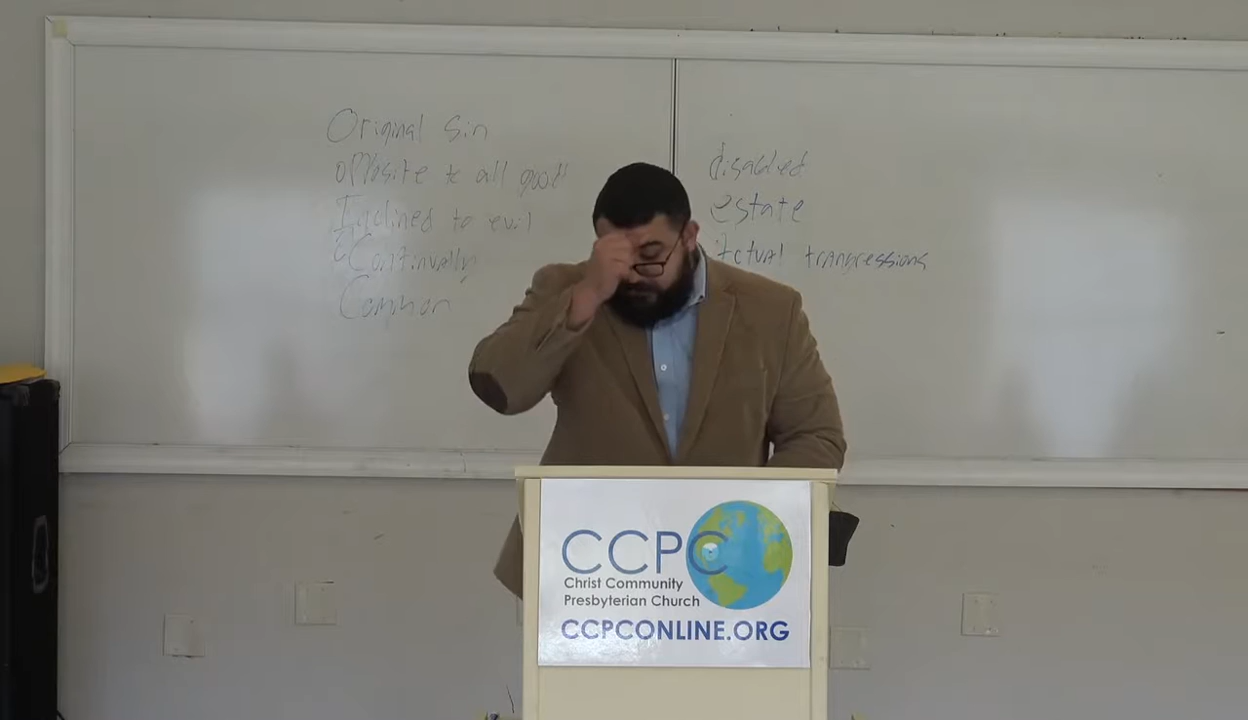 Original Sin
opposite to all good
Inclined to evil
Continually
Common
disabled
estate
Actual trangressions
CCPC
Christ Community
Presbyterian Church
CCPCONLINE.ORG